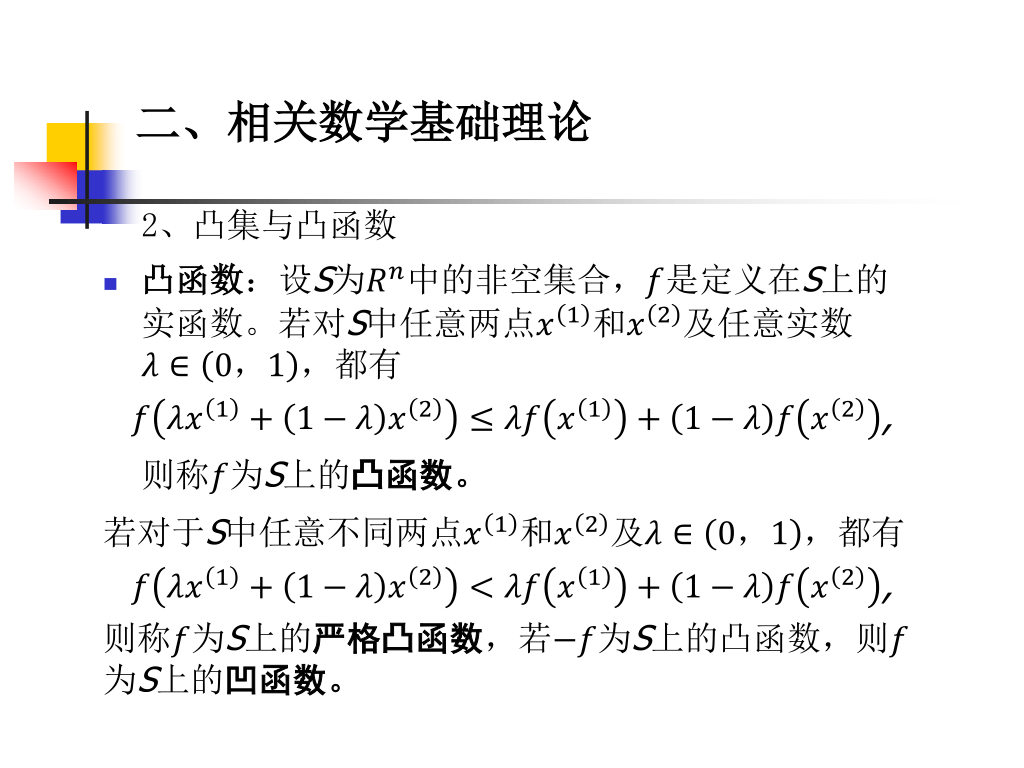 二、相关数学基础理论
2、凸集与凸函数
凸函数：设S为Rⁿ中的非空集合，f是定义在S上的
实函数。若对S中任意两点x⁽¹⁾和x⁽²⁾及任意实数
λ ∈ (0，1)，都有
f(λx⁽¹⁾ + (1 − λ)x⁽²⁾) ≤ λf(x⁽¹⁾) + (1 − λ)f(x⁽²⁾),
则称f为S上的凸函数。
若对于S中任意不同两点x⁽¹⁾和x⁽²⁾及λ ∈ (0，1)，都有
f(λx⁽¹⁾ + (1 − λ)x⁽²⁾) < λf(x⁽¹⁾) + (1 − λ)f(x⁽²⁾),
则称f为S上的严格凸函数，若−f为S上的凸函数，则f
为S上的凹函数。